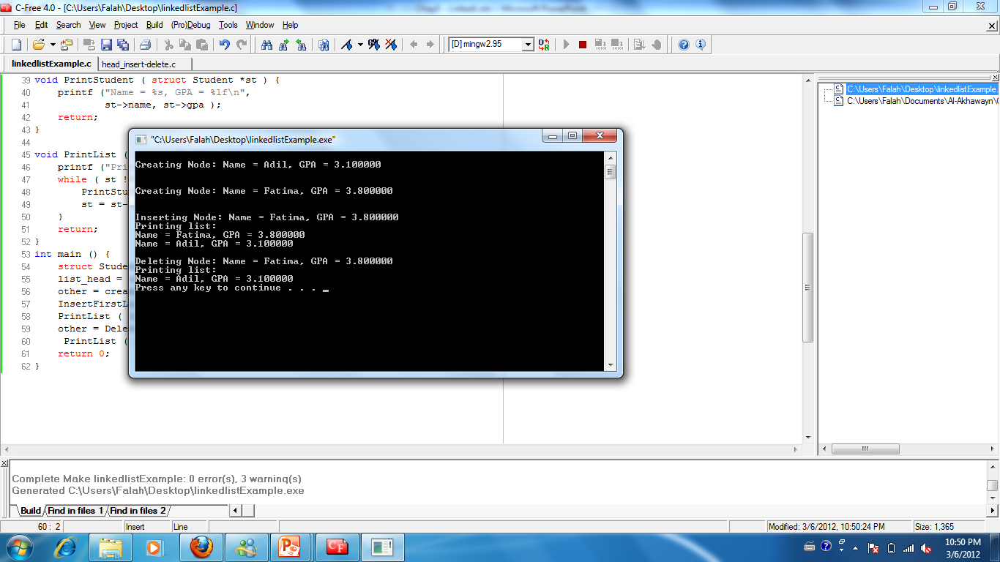 C-Free 4.0 - [C:\Users\Falah\Desktop\linkedlistExample.c]
File Edit Search View Project Build (Pro)Debug Tools Window Help
[D] mingw2.95
linkedlistExample.c head_insert-delete.c
39 void PrintStudent ( struct Student *st ) {
40 printf ("Name = %s, GPA = %lf\n",
41 st->name, st->gpa );
42 return;
43 }
44
45 void PrintList (
46 printf ("Pri
47 while ( st !
48 PrintStu
49 st = st-
50 }
51 return;
52 }
53 int main () {
54 struct Stude
55 list_head =
56 other = crea
57 InsertFirstL
58 PrintList (
59 other = Dele
60 PrintList (
61 return 0;
62 }
"C:\Users\Falah\Desktop\linkedlistExample.exe"
Creating Node: Name = Adil, GPA = 3.100000
Creating Node: Name = Fatima, GPA = 3.800000
Inserting Node: Name = Fatima, GPA = 3.800000
Printing list:
Name = Fatima, GPA = 3.800000
Name = Adil, GPA = 3.100000
Deleting Node: Name = Fatima, GPA = 3.800000
Printing list:
Name = Adil, GPA = 3.100000
Press any key to continue . . .
C:\Users\Falah\Desktop\linkedlistExample.
C:\Users\Falah\Documents\Al-Akhawayn\
Complete Make linkedlistExample: 0 error(s), 3 warning(s)
Generated C:\Users\Falah\Desktop\linkedlistExample.exe
Build Find in files 1 Find in files 2
60 : 2 Insert Line Modified: 3/6/2012, 10:50:24 PM Size: 1,365
10:50 PM
3/6/2012